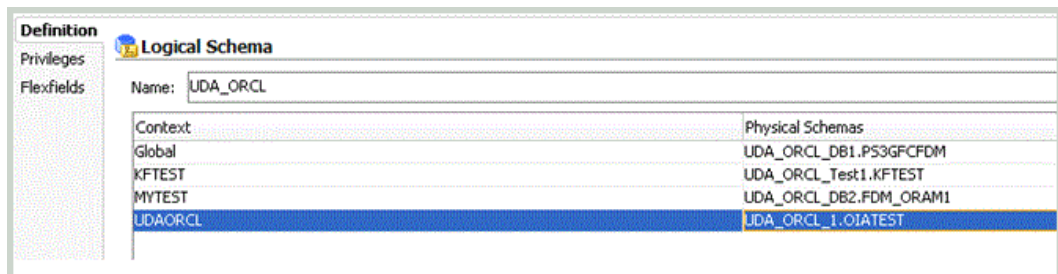 Definition
Privileges
Flexfields
Logical Schema
Name: UDA_ORCL
Context Physical Schemas
Global UDA_ORCL_DB1.PS3GFCFDM
KFTEST UDA_ORCL_Test1.KFTEST
MYTEST UDA_ORCL_DB2.FDM_ORAM1
UDAORCL UDA_ORCL_1.OIATEST